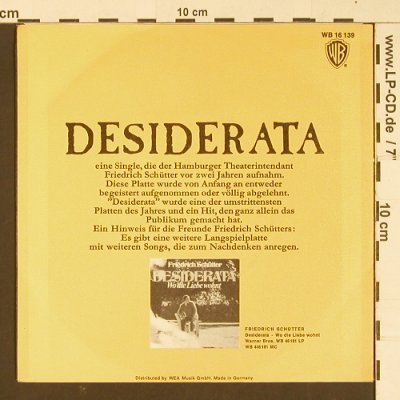 10 cm
WB 16 139
WB
DESIDERATA
eine Single, die der Hamburger Theaterintendant
Friedrich Schütter vor zwei Jahren aufnahm.
Diese Platte wurde von Anfang an entweder
begeistert aufgenommen oder völlig abgelehnt.
"Desiderata" wurde eine der umstrittensten
Platten des Jahres und ein Hit, den ganz allein das
Publikum gemacht hat.
Ein Hinweis für die Freunde Friedrich Schütters:
Es gibt eine weitere Langspielplatte
mit weiteren Songs, die zum Nachdenken anregen.
Friedrich Schütter
DESIDERATA
Wo die Liebe wohnt
FRIEDRICH SCHÜTTER
Desiderata - Wo die Liebe wohnt
Warner Bros. WB 46181 LP
WB 446181 MC
Distributed by WEA Musik GmbH. Made in Germany
www.LP-CD.de / 7"
10 cm